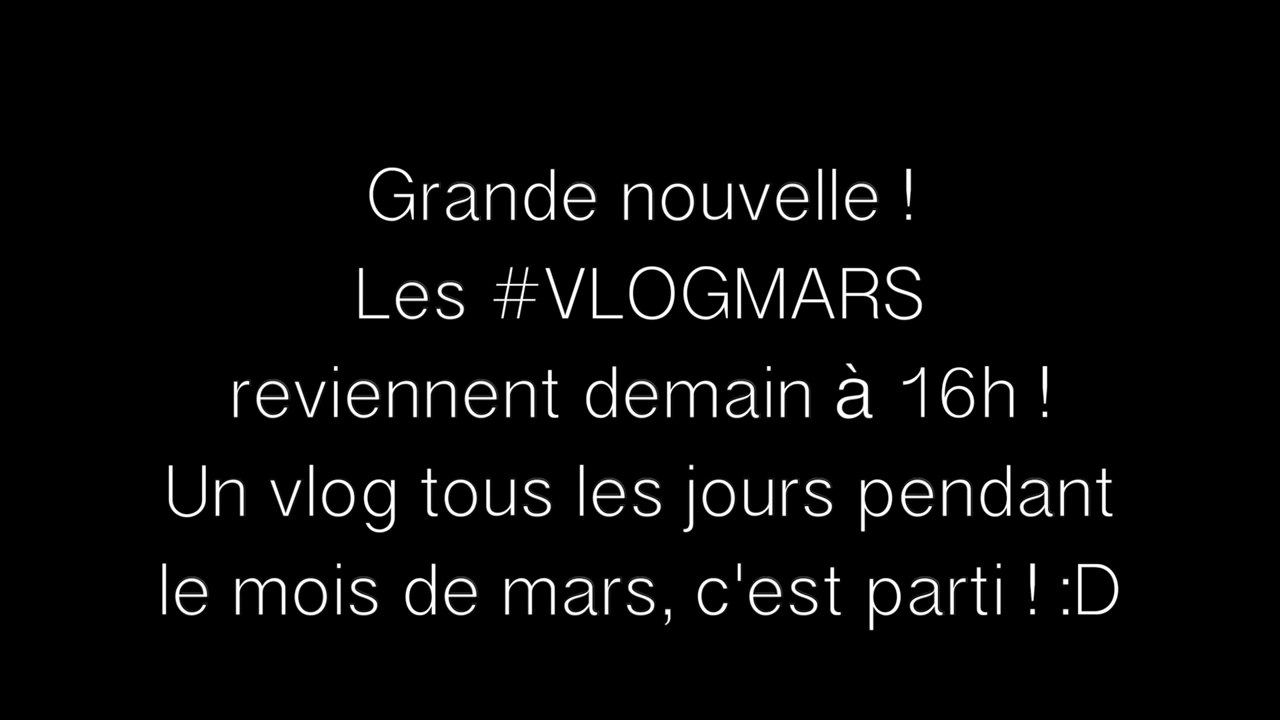 Grande nouvelle !
Les #VLOGMARS
reviennent demain à 16h !
Un vlog tous les jours pendant
le mois de mars, c'est parti ! :D